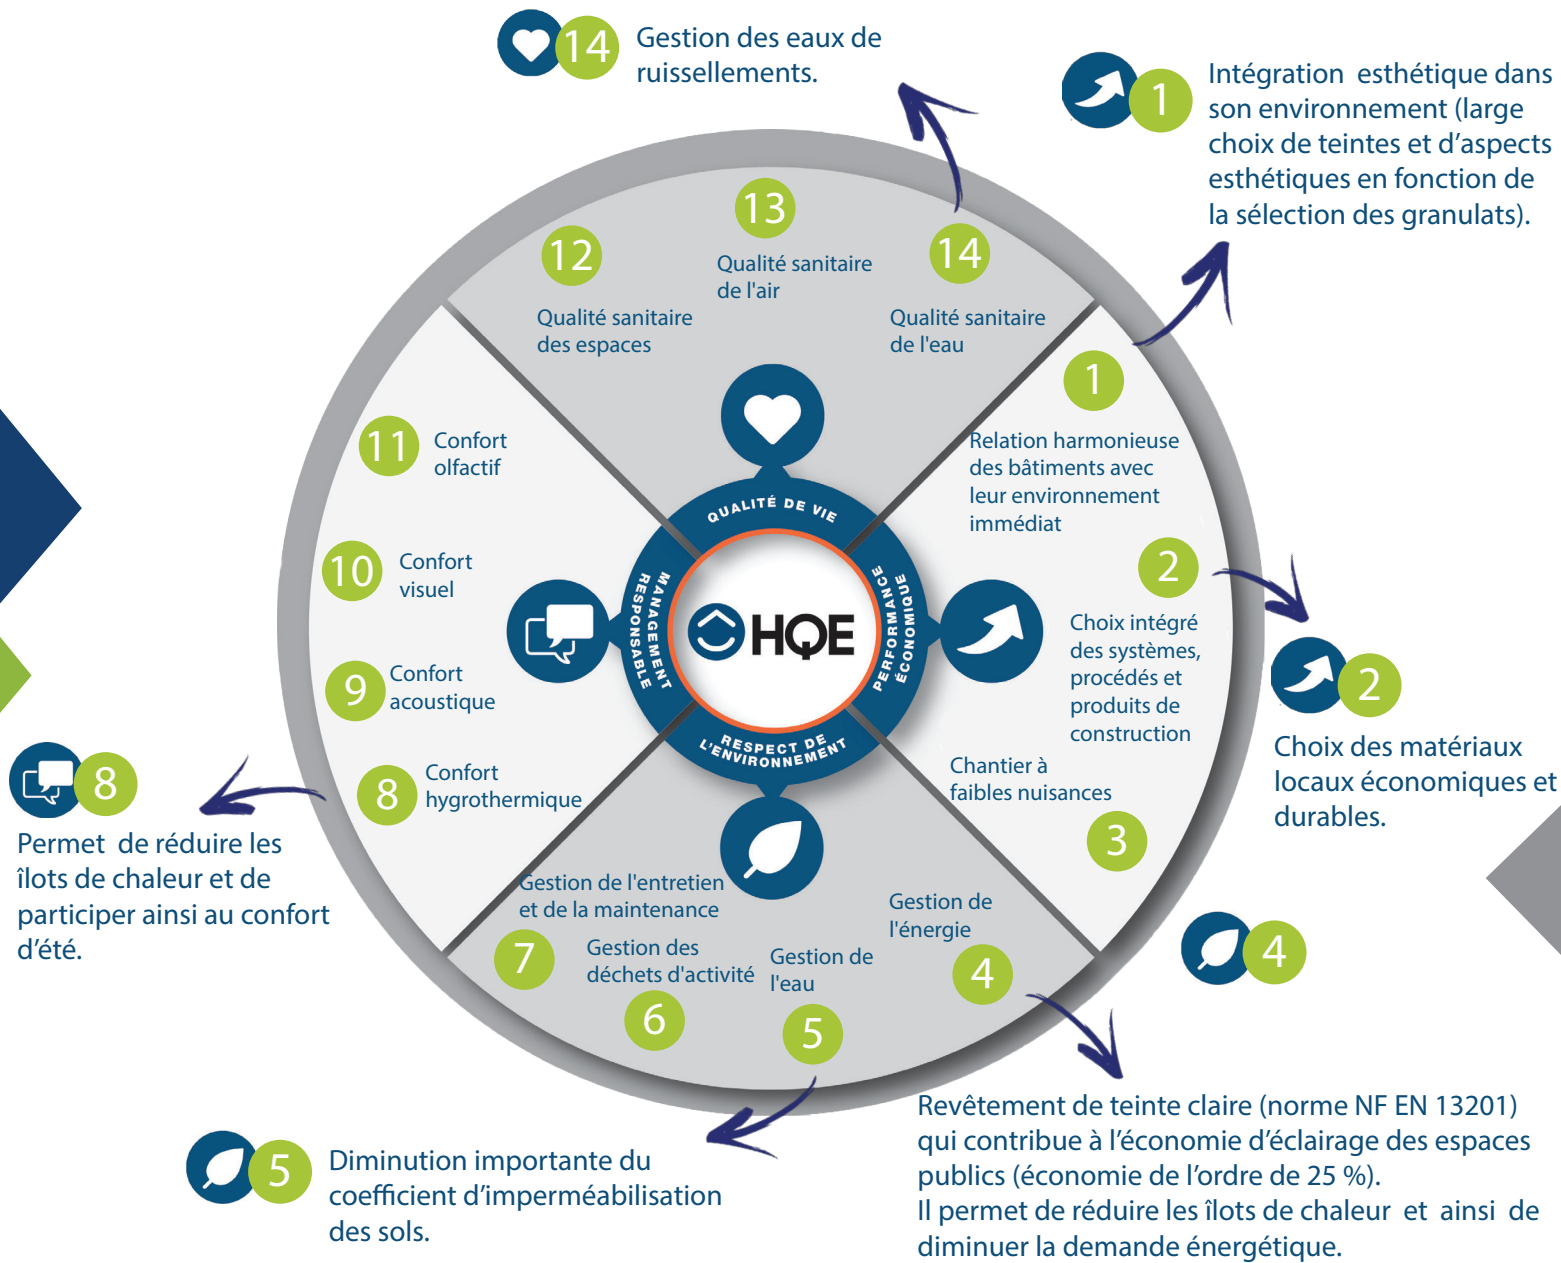 14
Gestion des eaux de
ruissellements.
1
Intégration esthétique dans
son environnement (large
choix de teintes et d’aspects
esthétiques en fonction de
la sélection des granulats).
12
Qualité sanitaire
des espaces
13
Qualité sanitaire
de l'air
14
Qualité sanitaire
de l'eau
1
Relation harmonieuse
des bâtiments avec
leur environnement
immédiat
2
Choix intégré
des systèmes,
procédés et
produits de
construction
Chantier à
faibles nuisances
3
11
Confort
olfactif
10
Confort
visuel
9
Confort
acoustique
8
Confort
hygrothermique
QUALITÉ DE VIE
PERFORMANCE
ÉCONOMIQUE
MANAGEMENT
RESPONSABLE
RESPECT DE
L'ENVIRONNEMENT
HQE
Gestion de l'entretien
et de la maintenance
7
Gestion des
déchets d'activité
6
Gestion de
l'eau
5
Gestion de
l'énergie
4
2
Choix des matériaux
locaux économiques et
durables.
8
Permet de réduire les
îlots de chaleur et de
participer ainsi au confort
d’été.
4
Revêtement de teinte claire (norme NF EN 13201)
qui contribue à l’économie d’éclairage des espaces
publics (économie de l’ordre de 25 %).
Il permet de réduire les îlots de chaleur et ainsi de
diminuer la demande énergétique.
5
Diminution importante du
coefficient d’imperméabilisation
des sols.